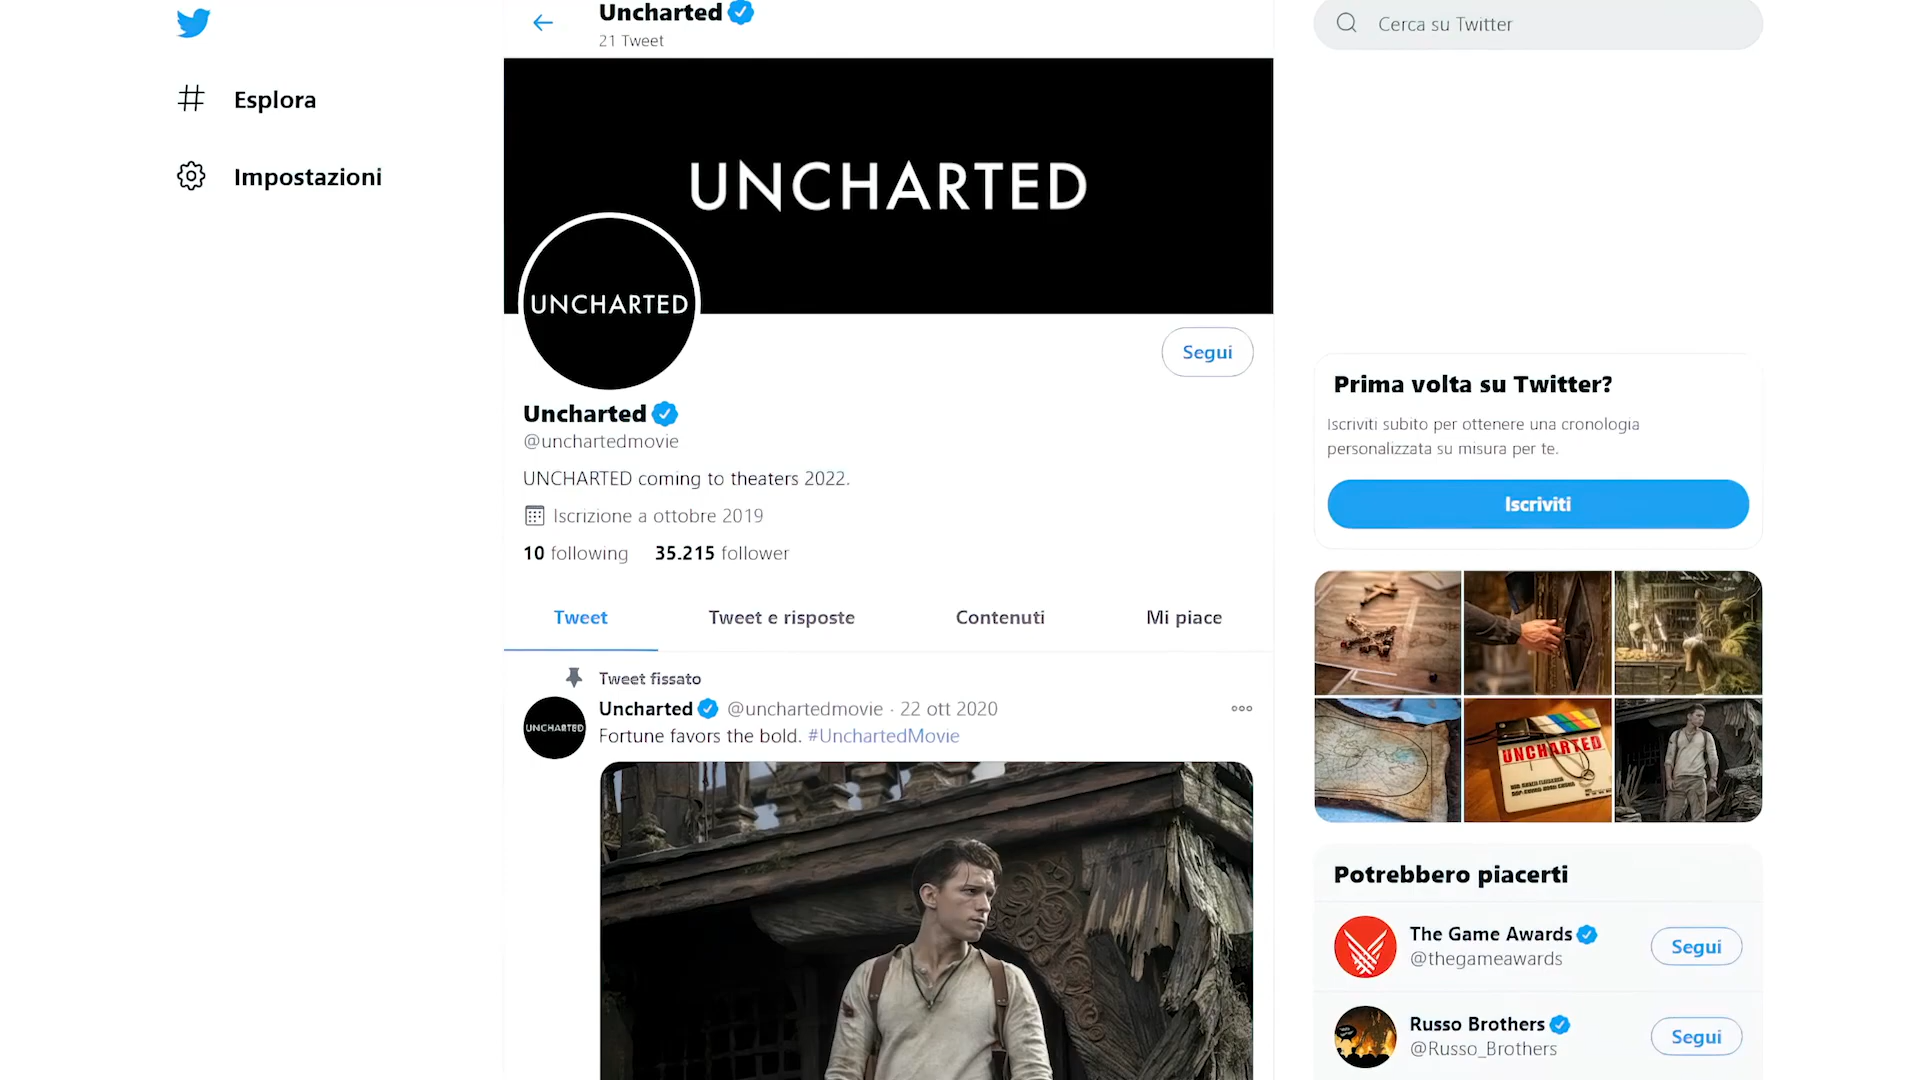 Uncharted
21 Tweet
Cerca su Twitter
Esplora
Impostazioni
UNCHARTED
UNCHARTED
Segui
Uncharted
@unchartedmovie
UNCHARTED coming to theaters 2022.
Iscrizione a ottobre 2019
10 following 35.215 follower
Tweet Tweet e risposte Contenuti Mi piace
Tweet fissato
UNCHARTED
Uncharted @unchartedmovie · 22 ott 2020
Fortune favors the bold. #UnchartedMovie
Prima volta su Twitter?
Iscriviti subito per ottenere una cronologia
personalizzata su misura per te.
Iscriviti
UNCHARTED
Potrebbero piacerti
The Game Awards
@thegameawards
Segui
Russo Brothers
@Russo_Brothers
Segui